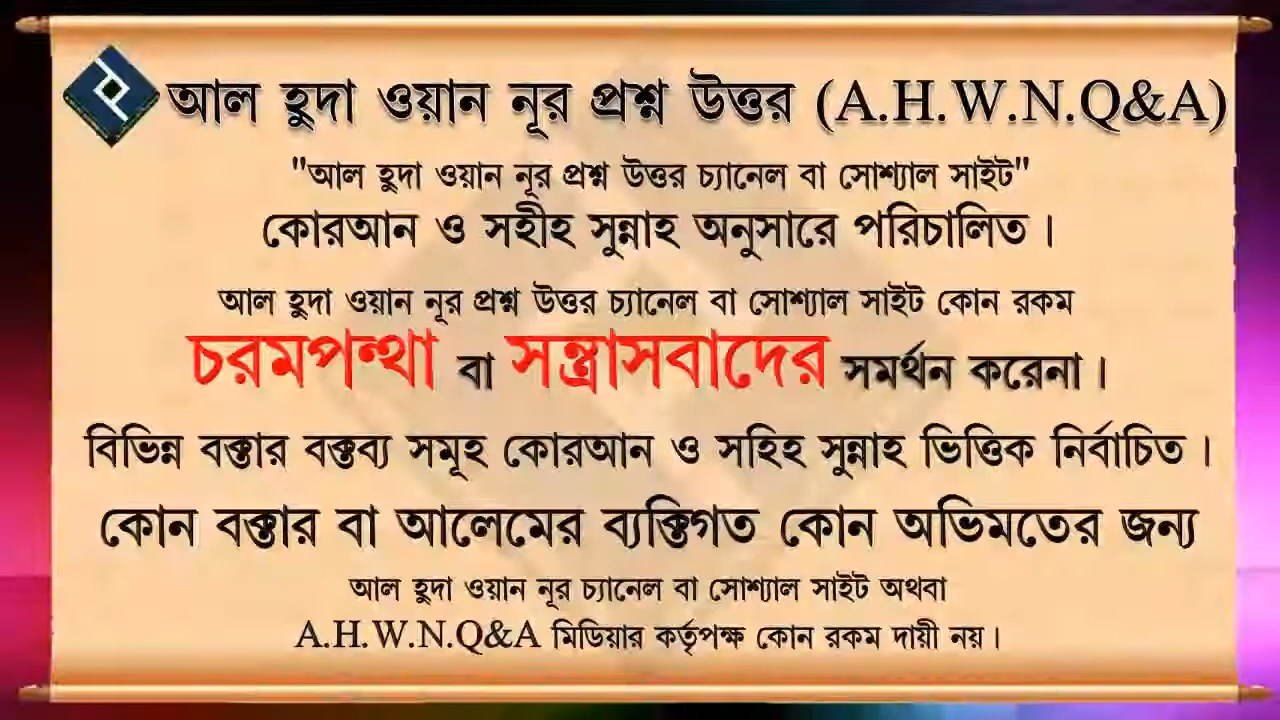 আল হুদা ওয়ান নূর প্রশ্ন উত্তর (A.H.W.N.Q&A)
"আল হুদা ওয়ান নূর প্রশ্ন উত্তর চ্যানেল বা সোশ্যাল সাইট"
কোরআন ও সহীহ সুন্নাহ অনুসারে পরিচালিত ।
আল হুদা ওয়ান নূর প্রশ্ন উত্তর চ্যানেল বা সোশ্যাল সাইট কোন রকম
চরমপন্থা বা সন্ত্রাসবাদের সমর্থন করেনা ।
বিভিন্ন বক্তার বক্তব্য সমূহ কোরআন ও সহিহ সুন্নাহ ভিত্তিক নির্বাচিত ।
কোন বক্তার বা আলেমের ব্যক্তিগত কোন অভিমতের জন্য
আল হুদা ওয়ান নূর চ্যানেল বা সোশ্যাল সাইট অথবা
A.H.W.N.Q&A মিডিয়ার কর্তৃপক্ষ কোন রকম দায়ী নয় ।